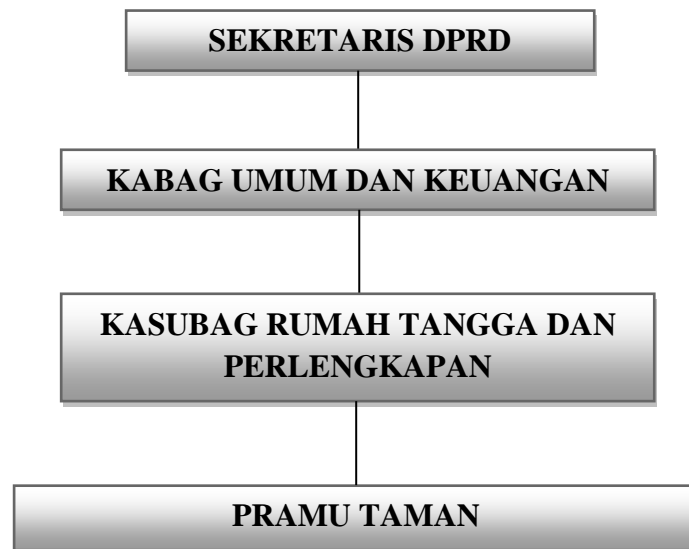 SEKRETARIS DPRD
KABAG UMUM DAN KEUANGAN
KASUBAG RUMAH TANGGA DAN
PERLENGKAPAN
PRAMU TAMAN